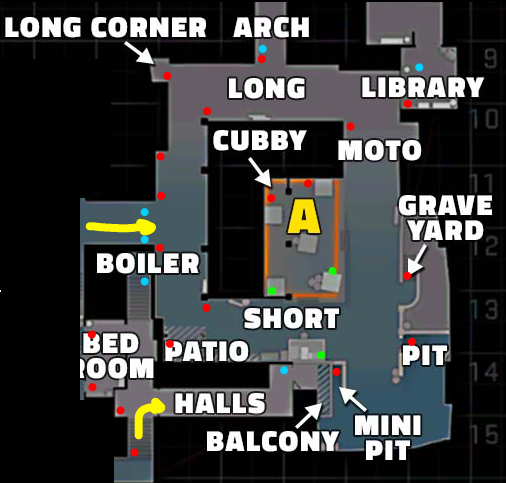 LONG CORNER ARCH
9
LONG
LIBRARY
10
CUBBY
MOTO
11
A
GRAVE
YARD
12
BOILER
13
SHORT
BED
ROOM
PATIO
PIT
HALLS
MINI
PIT
BALCONY
15